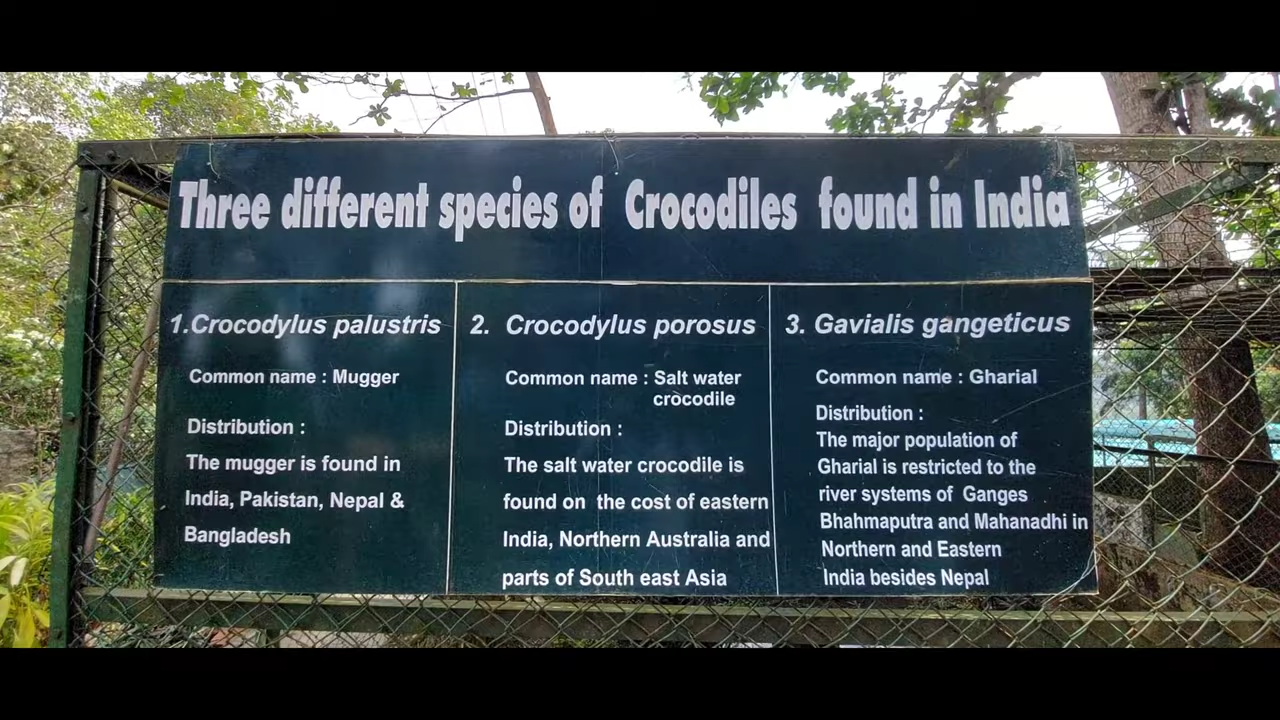 Three different species of Crocodiles found in India
1.Crocodylus palustris
Common name : Mugger
Distribution :
The mugger is found in
India, Pakistan, Nepal &
Bangladesh
2. Crocodylus porosus
Common name : Salt water
crocodile
Distribution :
The salt water crocodile is
found on the cost of eastern
India, Northern Australia and
parts of South east Asia
3. Gavialis gangeticus
Common name : Gharial
Distribution :
The major population of
Gharial is restricted to the
river systems of Ganges
Bhahmaputra and Mahanadhi in
Northern and Eastern
India besides Nepal